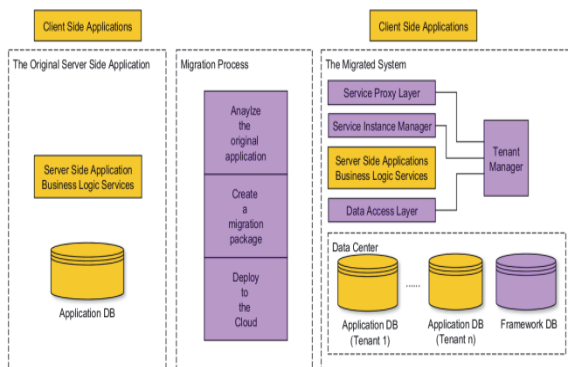 Client Side Applications
Client Side Applications
The Original Server Side Application
Server Side Application
Business Logic Services
Application DB
Migration Process
Anaylze
the
original
application
Create
a
migration
package
Deploy
to
the
Cloud
The Migrated System
Service Proxy Layer
Service Instance Manager
Server Side Applications
Business Logic Services
Data Access Layer
Tenant
Manager
Data Center
......
Application DB
(Tenant 1)
Application DB
(Tenant n)
Framework DB